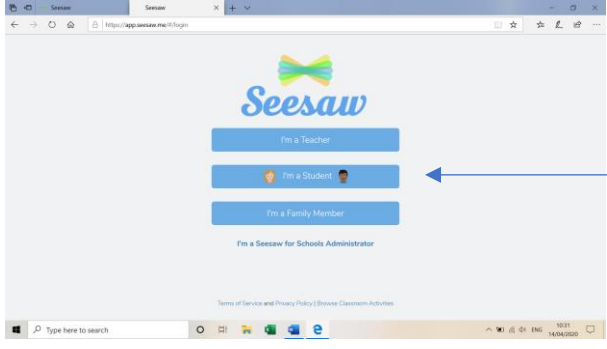 Seesaw
Seesaw
https://app.seesaw.me/#/login
Seesaw
I'm a Teacher
I'm a Student
I'm a Family Member
I'm a Seesaw for Schools Administrator
Terms of Service and Privacy Policy | Browse Classroom Activities
Type here to search
ENG
10:31
14/04/2020